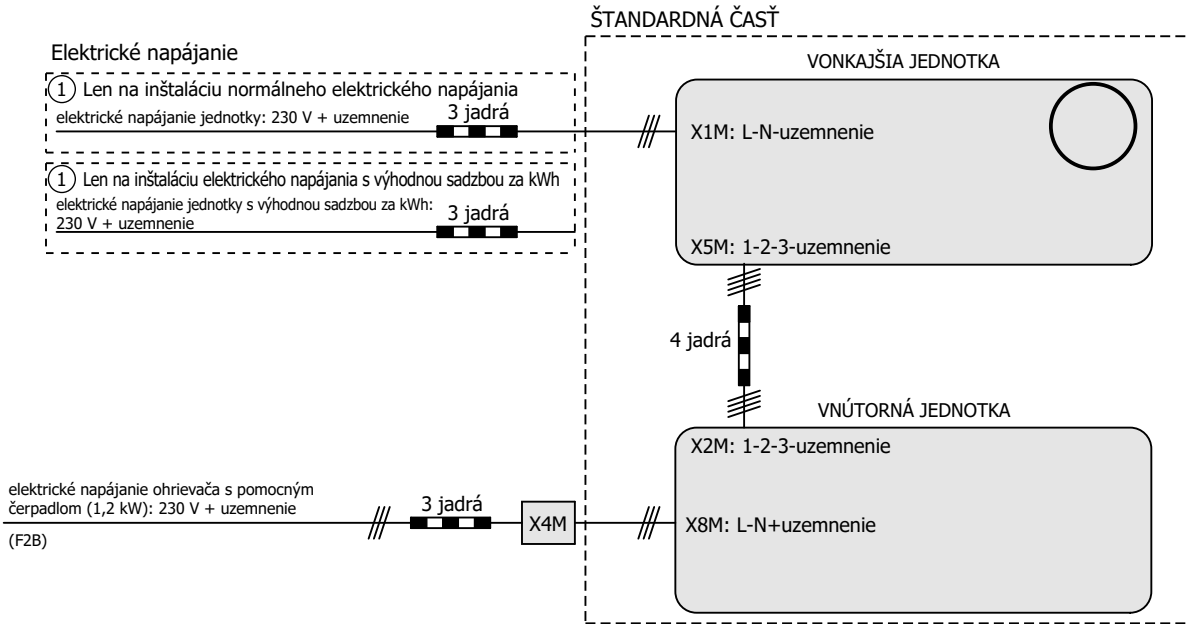 ŠTANDARDNÁ ČASŤ
Elektrické napájanie
1 Len na inštaláciu normálneho elektrického napájania
elektrické napájanie jednotky: 230 V + uzemnenie
3 jadrá
1 Len na inštaláciu elektrického napájania s výhodnou sadzbou za kWh
elektrické napájanie jednotky s výhodnou sadzbou za kWh:
230 V + uzemnenie
3 jadrá
VONKAJŠIA JEDNOTKA
X1M: L-N-uzemnenie
X5M: 1-2-3-uzemnenie
4 jadrá
VNÚTORNÁ JEDNOTKA
X2M: 1-2-3-uzemnenie
elektrické napájanie ohrievača s pomocným
čerpadlom (1,2 kW): 230 V + uzemnenie
(F2B)
3 jadrá
X4M
X8M: L-N+uzemnenie